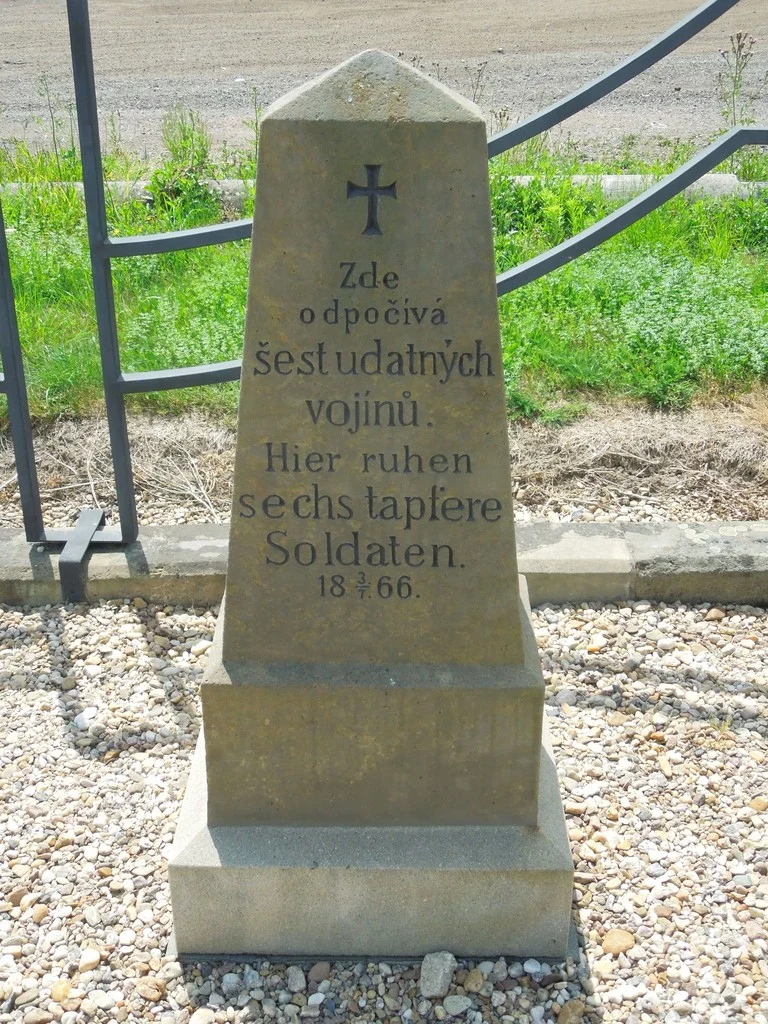 Zde
odpočívá
šest udatných
vojínů.
Hier ruhen
sechs tapfere
Soldaten.
18 3/7. 66.